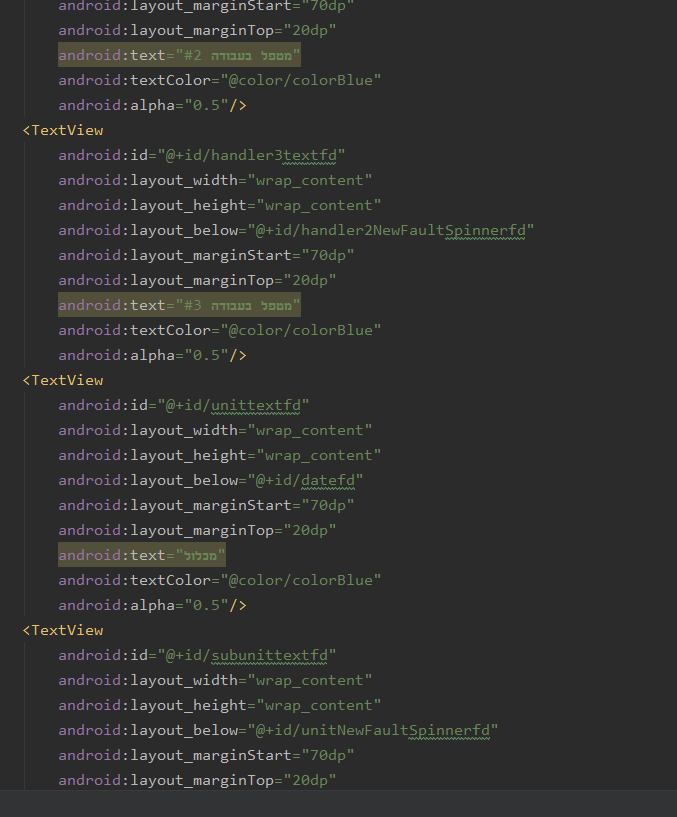 android:layout_marginStart="70dp"
android:layout_marginTop="20dp"
android:text="#2 מטפל בעבודה"
android:textColor="@color/colorBlue"
android:alpha="0.5"/>
<TextView
android:id="@+id/handler3textfd"
android:layout_width="wrap_content"
android:layout_height="wrap_content"
android:layout_below="@+id/handler2NewFaultSpinnerfd"
android:layout_marginStart="70dp"
android:layout_marginTop="20dp"
android:text="#3 מטפל בעבודה"
android:textColor="@color/colorBlue"
android:alpha="0.5"/>
<TextView
android:id="@+id/unittextfd"
android:layout_width="wrap_content"
android:layout_height="wrap_content"
android:layout_below="@+id/datefd"
android:layout_marginStart="70dp"
android:layout_marginTop="20dp"
android:text="מכלול"
android:textColor="@color/colorBlue"
android:alpha="0.5"/>
<TextView
android:id="@+id/subunittextfd"
android:layout_width="wrap_content"
android:layout_height="wrap_content"
android:layout_below="@+id/unitNewFaultSpinnerfd"
android:layout_marginStart="70dp"
android:layout_marginTop="20dp"